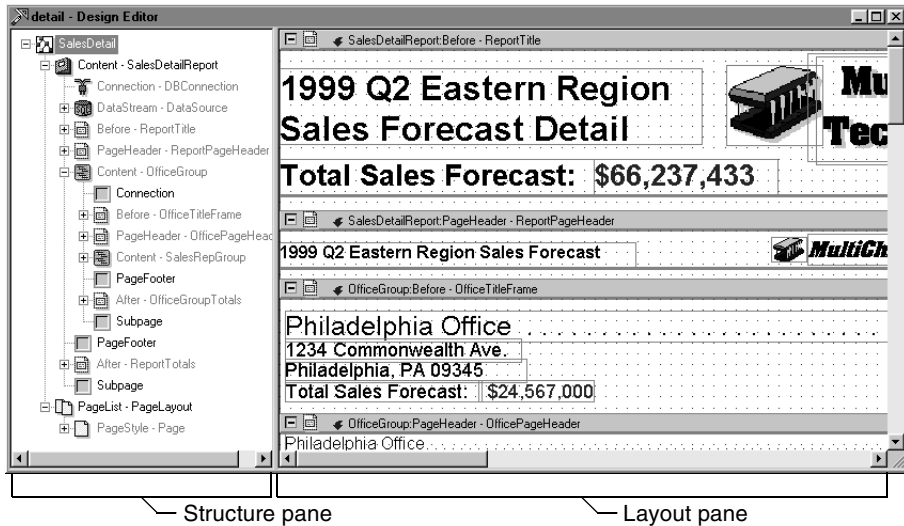 detail - Design Editor
SalesDetail
Content - SalesDetailReport
Connection - DBConnection
DataStream - DataSource
Before - ReportTitle
PageHeader - ReportPageHeader
Content - OfficeGroup
Connection
Before - OfficeTitleFrame
PageHeader - OfficePageHeac
Content - SalesRepGroup
PageFooter
After - OfficeGroupTotals
Subpage
PageFooter
After - ReportTotals
Subpage
PageList - PageLayout
PageStyle - Page
SalesDetailReport:Before - ReportTitle
1999 Q2 Eastern Region
Sales Forecast Detail
Mu
Tec
Total Sales Forecast: $66,237,433
SalesDetailReport:PageHeader - ReportPageHeader
1999 Q2 Eastern Region Sales Forecast
MultiCh
OfficeGroup:Before - OfficeTitleFrame
Philadelphia Office
1234 Commonwealth Ave.
Philadelphia, PA 09345
Total Sales Forecast: $24,567,000
OfficeGroup:PageHeader - OfficePageHeader
Philadelphia Office
Structure pane
Layout pane